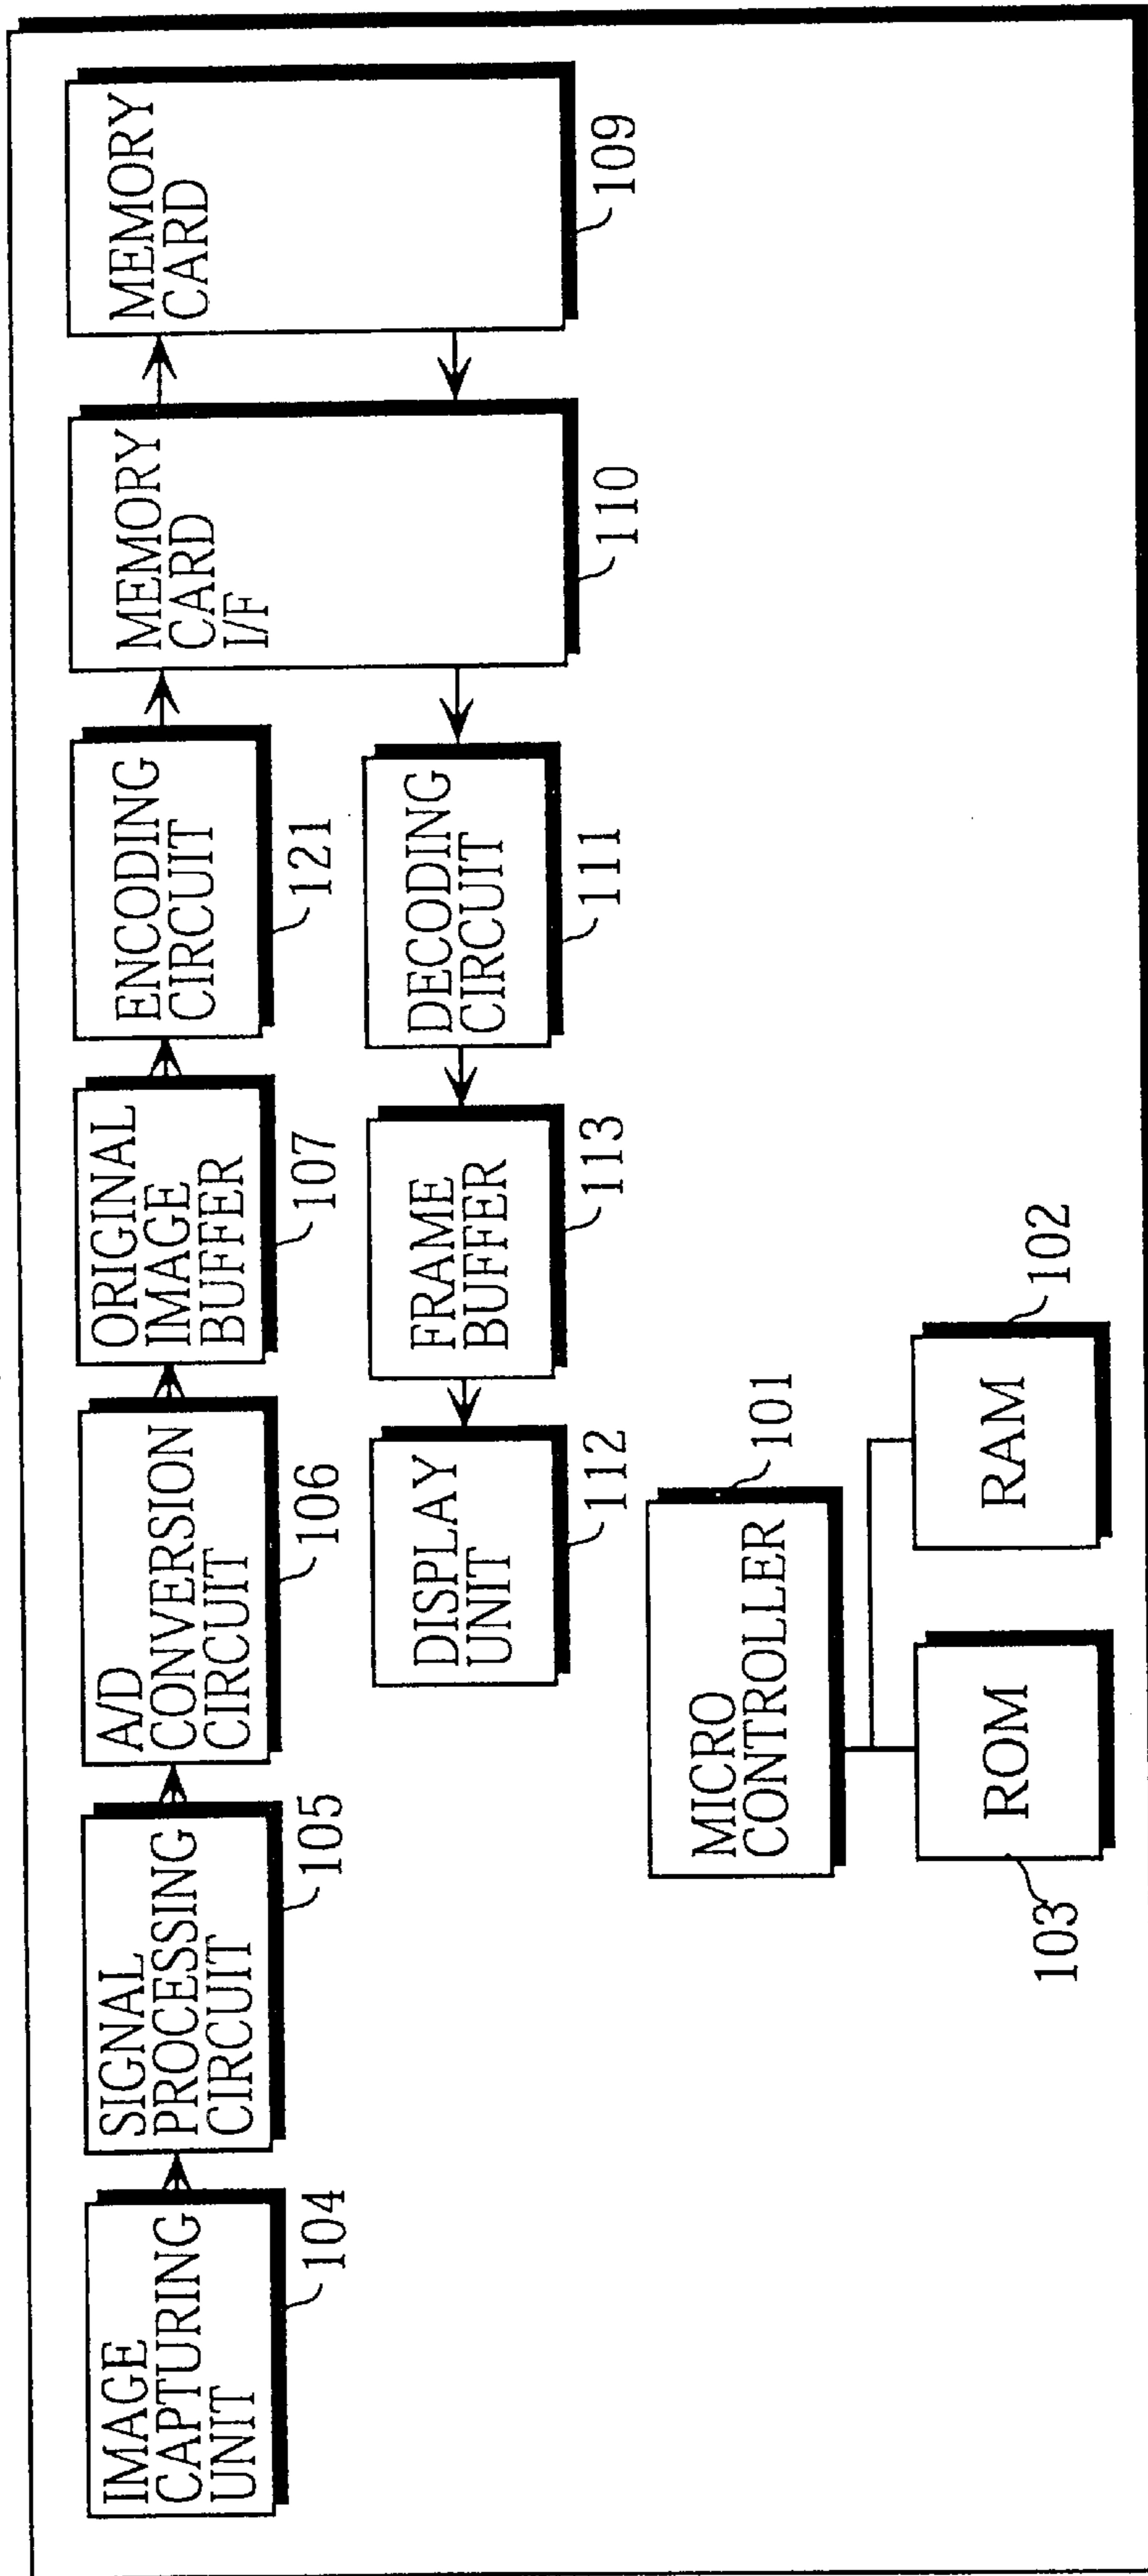 IMAGE
CAPTURING
UNIT
104
SIGNAL
PROCESSING
CIRCUIT
105
A/D
CONVERSION
CIRCUIT
106
ORIGINAL
IMAGE
BUFFER
107
ENCODING
CIRCUIT
121
MEMORY
CARD
I/F
110
MEMORY
CARD
109
DISPLAY
UNIT
112
FRAME
BUFFER
113
DECODING
CIRCUIT
111
MICRO
CONTROLLER
101
ROM
103
RAM
102